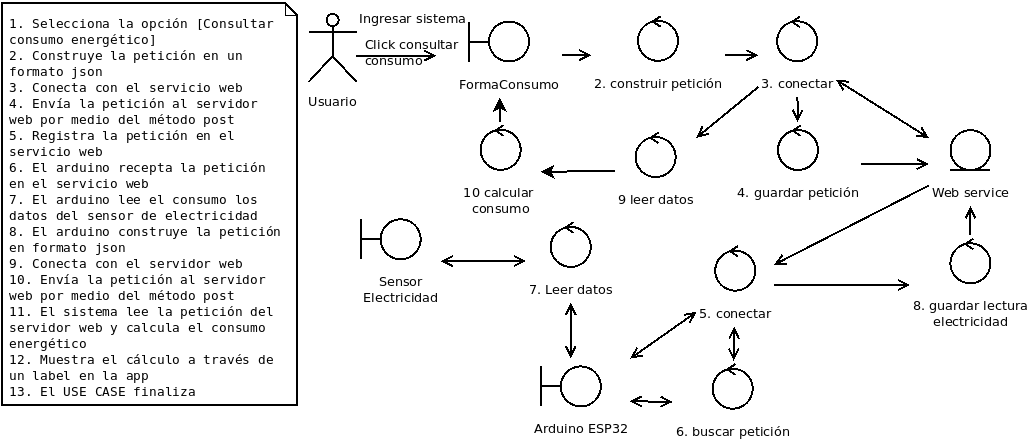 1. Selecciona la opción [Consultar
consumo energético]
2. Construye la petición en un
formato json
3. Conecta con el servicio web
4. Envía la petición al servidor
web por medio del método post
5. Registra la petición en el
servicio web
6. El arduino recepta la petición
en el servicio web
7. El arduino lee el consumo los
datos del sensor de electricidad
8. El arduino construye la petición
en formato json
9. Conecta con el servidor web
10. Envía la petición al servidor
web por medio del método post
11. El sistema lee la petición del
servidor web y calcula el consumo
energético
12. Muestra el cálculo a través de
un label en la app
13. El USE CASE finaliza
Usuario
Ingresar sistema
Click consultar
consumo
FormaConsumo
2. construir petición
3. conectar
10 calcular
consumo
9 leer datos
4. guardar petición
Web service
Sensor
Electricidad
7. Leer datos
5. conectar
8. guardar lectura
electricidad
Arduino ESP32
6. buscar petición